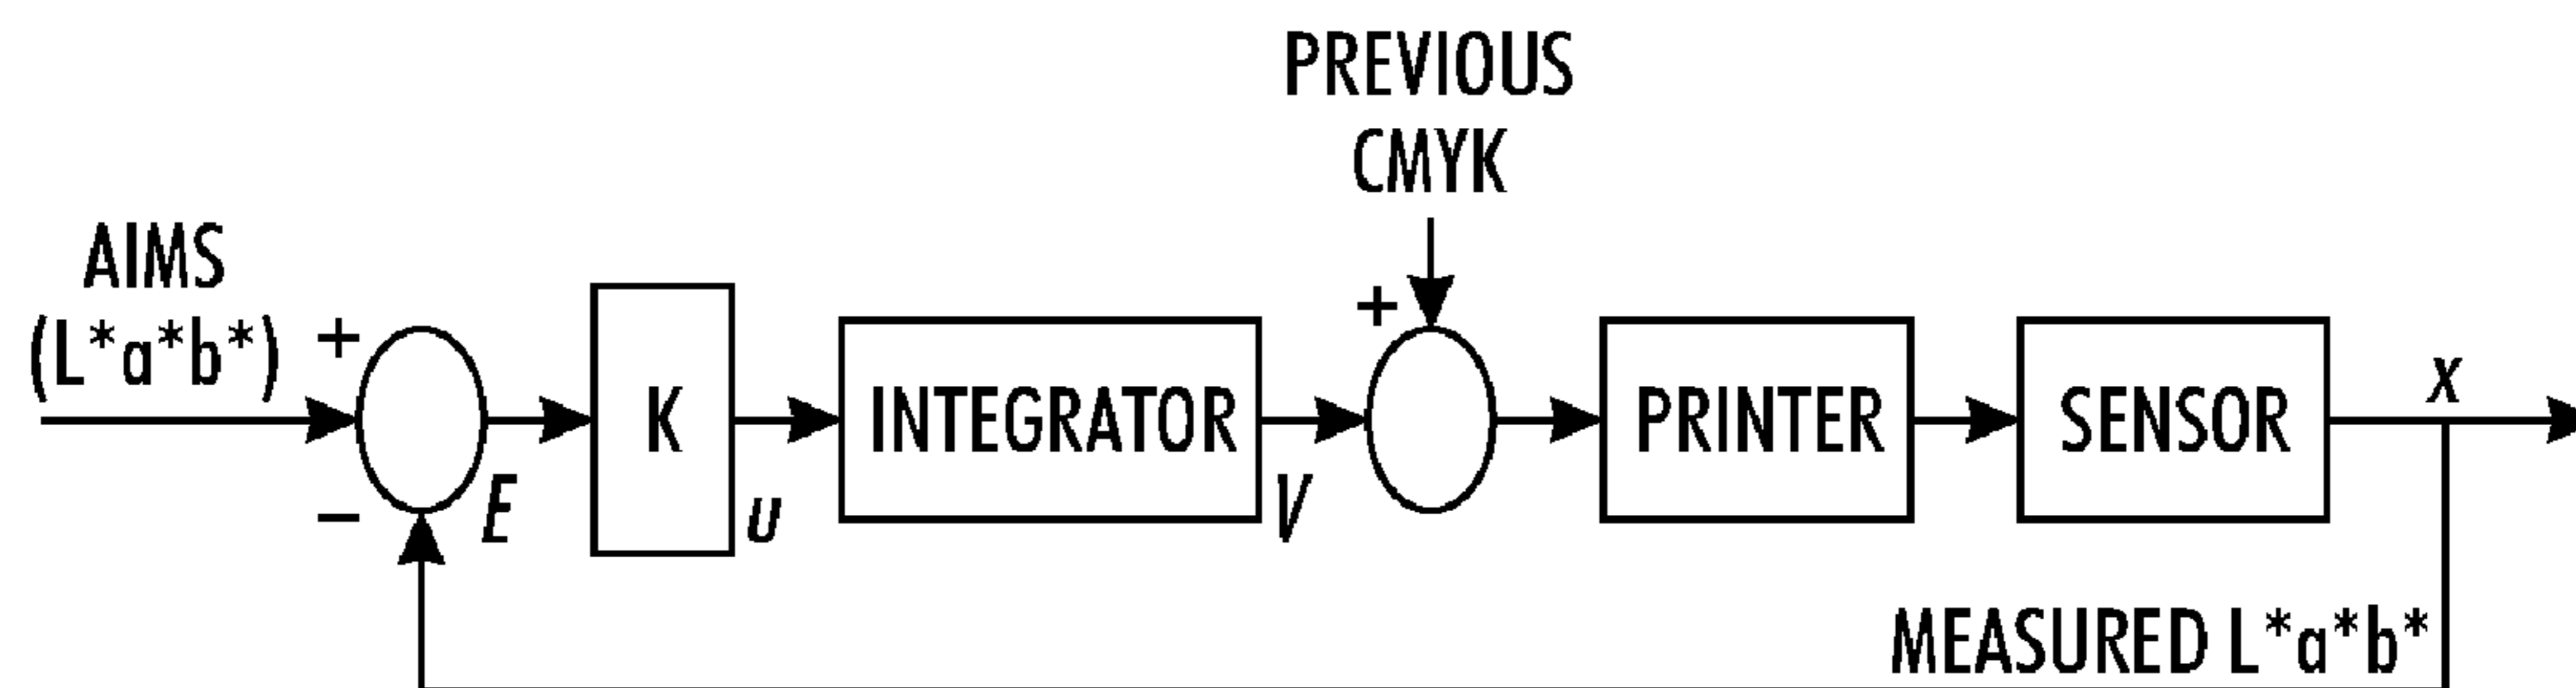 PREVIOUS
CMYK
AIMS
(L*a*b*)
+
−
E
K
u
INTEGRATOR
V
+
PRINTER
SENSOR
x
MEASURED L*a*b*